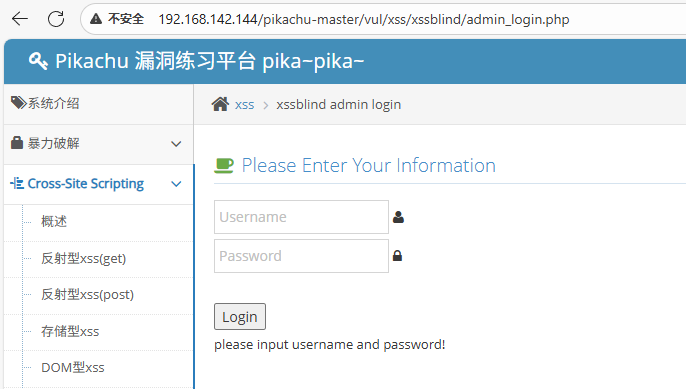 不安全 192.168.142.144/pikachu-master/vul/xss/xssblind/admin_login.php
Pikachu 漏洞练习平台 pika~pika~
系统介绍
xss > xssblind admin login
暴力破解
Please Enter Your Information
Cross-Site Scripting
Username
概述
Password
反射型xss(get)
反射型xss(post)
Login
存储型xss
please input username and password!
DOM型xss